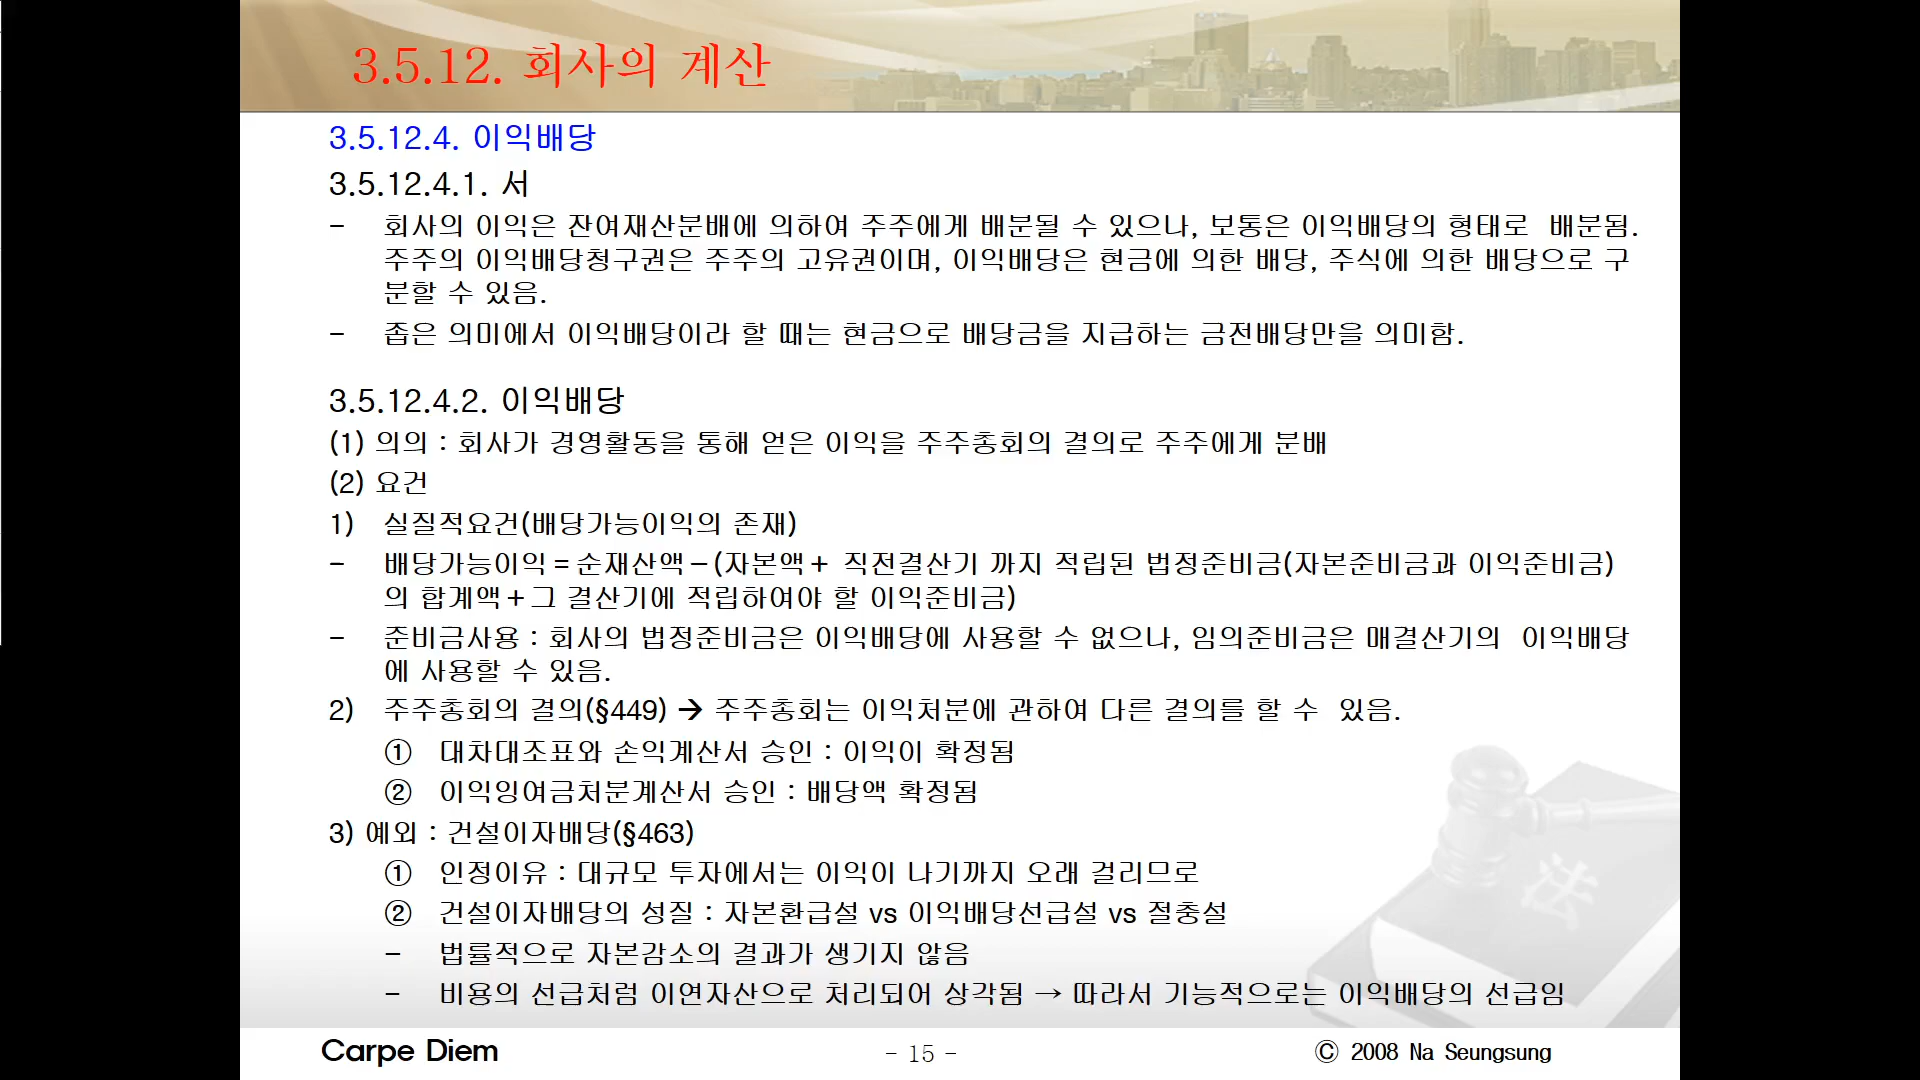 3.5.12. 회사의 계산
3.5.12.4. 이익배당
3.5.12.4.1. 서
- 회사의 이익은 잔여재산분배에 의하여 주주에게 배분될 수 있으나, 보통은 이익배당의 형태로 배분됨.
주주의 이익배당청구권은 주주의 고유권이며, 이익배당은 현금에 의한 배당, 주식에 의한 배당으로 구
분할 수 있음.
- 좁은 의미에서 이익배당이라 할 때는 현금으로 배당금을 지급하는 금전배당만을 의미함.
3.5.12.4.2. 이익배당
(1) 의의 : 회사가 경영활동을 통해 얻은 이익을 주주총회의 결의로 주주에게 분배
(2) 요건
1) 실질적요건(배당가능이익의 존재)
- 배당가능이익=순재산액-(자본액+ 직전결산기 까지 적립된 법정준비금(자본준비금과 이익준비금)
의 합계액+그 결산기에 적립하여야 할 이익준비금)
- 준비금사용 : 회사의 법정준비금은 이익배당에 사용할 수 없으나, 임의준비금은 매결산기의 이익배당
에 사용할 수 있음.
2) 주주총회의 결의(§449) → 주주총회는 이익처분에 관하여 다른 결의를 할 수 있음.
① 대차대조표와 손익계산서 승인 : 이익이 확정됨
② 이익잉여금처분계산서 승인 : 배당액 확정됨
3) 예외 : 건설이자배당(§463)
① 인정이유 : 대규모 투자에서는 이익이 나기까지 오래 걸리므로
② 건설이자배당의 성질 : 자본환급설 vs 이익배당선급설 vs 절충설
- 법률적으로 자본감소의 결과가 생기지 않음
- 비용의 선급처럼 이연자산으로 처리되어 상각됨 → 따라서 기능적으로는 이익배당의 선급임
法
Carpe Diem
- 15 -
© 2008 Na Seungsung